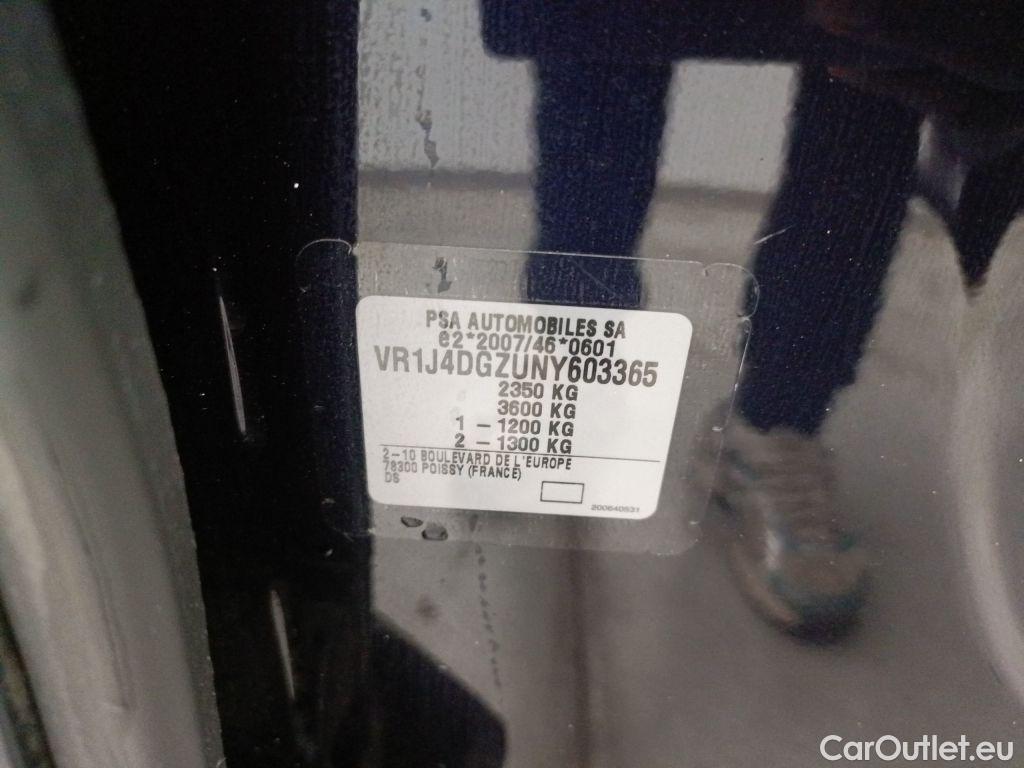 PSA AUTOMOBILES SA
e2*2007/46*0601
VR1J4DGZUNY603365
2350 KG
3600 KG
1 - 1200 KG
2 - 1300 KG
2-10 BOULEVARD DE L'EUROPE
78300 POISSY (FRANCE)
DS
200640531
CarOutlet.eu